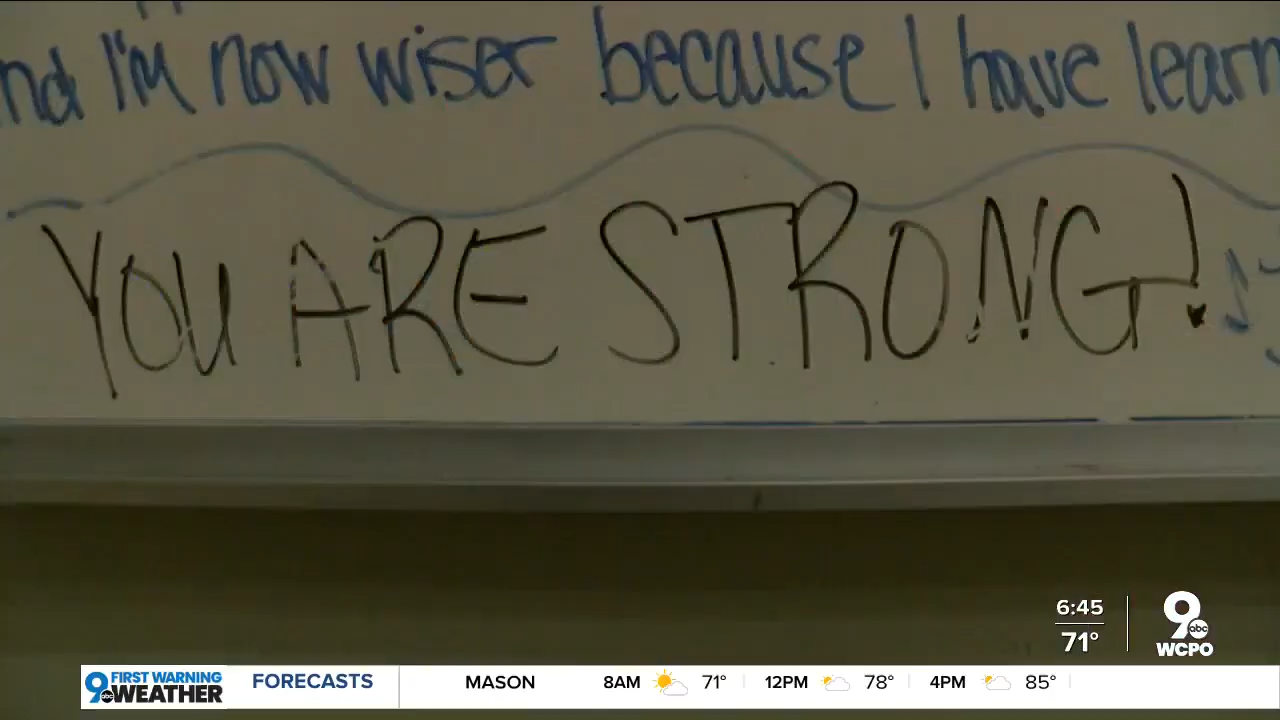 nd I'm now wiser because I have learn
YOU ARE STRONG!
6:45
71°
9 abc
WCPO
9 abc FIRST WARNING WEATHER FORECASTS MASON 8AM 71° 12PM 78° 4PM 85°